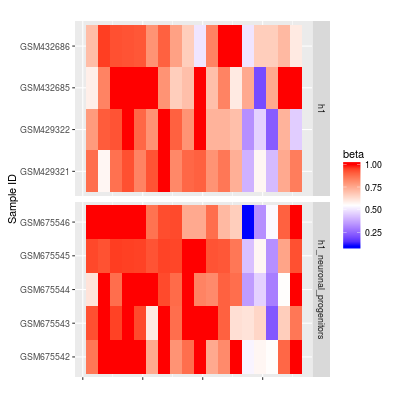 GSM432686
GSM432685
GSM429322
GSM429321
h1
GSM675546
GSM675545
GSM675544
GSM675543
GSM675542
h1_neuronal_progenitors
Sample ID
beta
1.00
0.75
0.50
0.25